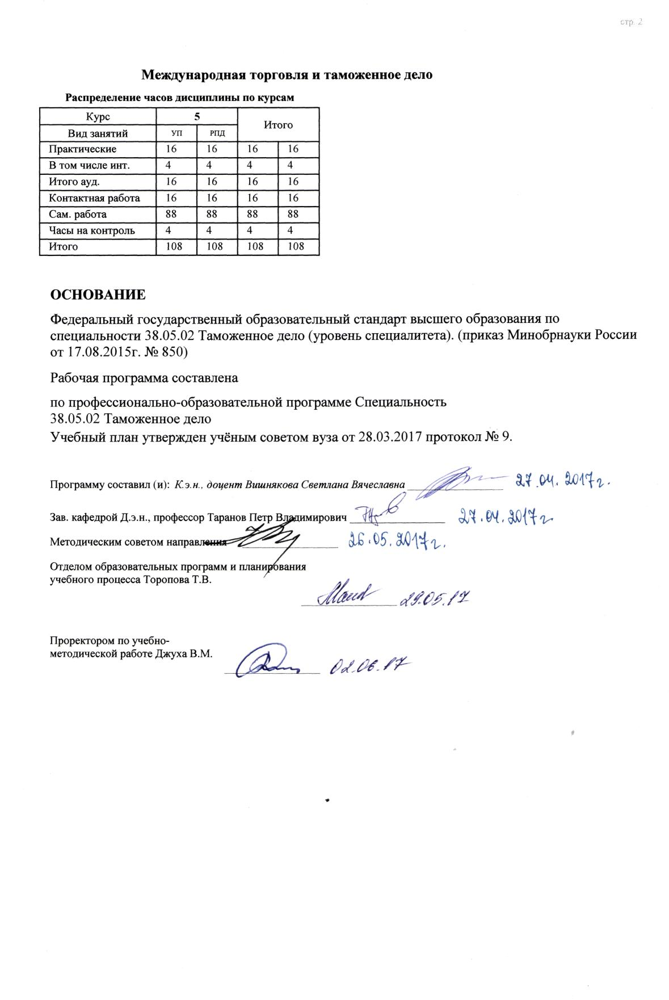 стр. 2
Международная торговля и таможенное дело
Распределение часов дисциплины по курсам
Курс 5 Итого
Вид занятий УП РПД
Практические 16 16 16 16
В том числе инт. 4 4 4 4
Итого ауд. 16 16 16 16
Контактная работа 16 16 16 16
Сам. работа 88 88 88 88
Часы на контроль 4 4 4 4
Итого 108 108 108 108
ОСНОВАНИЕ
Федеральный государственный образовательный стандарт высшего образования по
специальности 38.05.02 Таможенное дело (уровень специалитета). (приказ Минобрнауки России
от 17.08.2015г. № 850)
Рабочая программа составлена
по профессионально-образовательной программе Специальность
38.05.02 Таможенное дело
Учебный план утвержден учёным советом вуза от 28.03.2017 протокол № 9.
Программу составил (и): К.э.н., доцент Вишнякова Светлана Вячеславна 27.04.2017г.
Зав. кафедрой Д.э.н., профессор Таранов Петр Владимирович 27.04.2017г
Методическим советом направления 26.05.2017г.
Отделом образовательных программ и планирования
учебного процесса Торопова Т.В.
29.05.17
Проректором по учебно-
методической работе Джуха В.М.
02.06.17